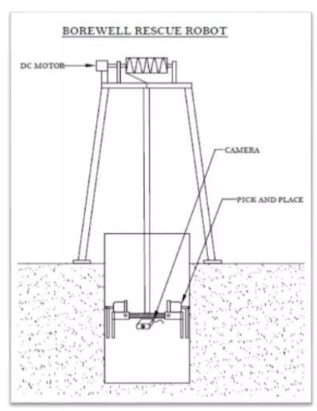 BOREWELL RESCUE ROBOT
DC MOTOR
CAMERA
PICK AND PLACE